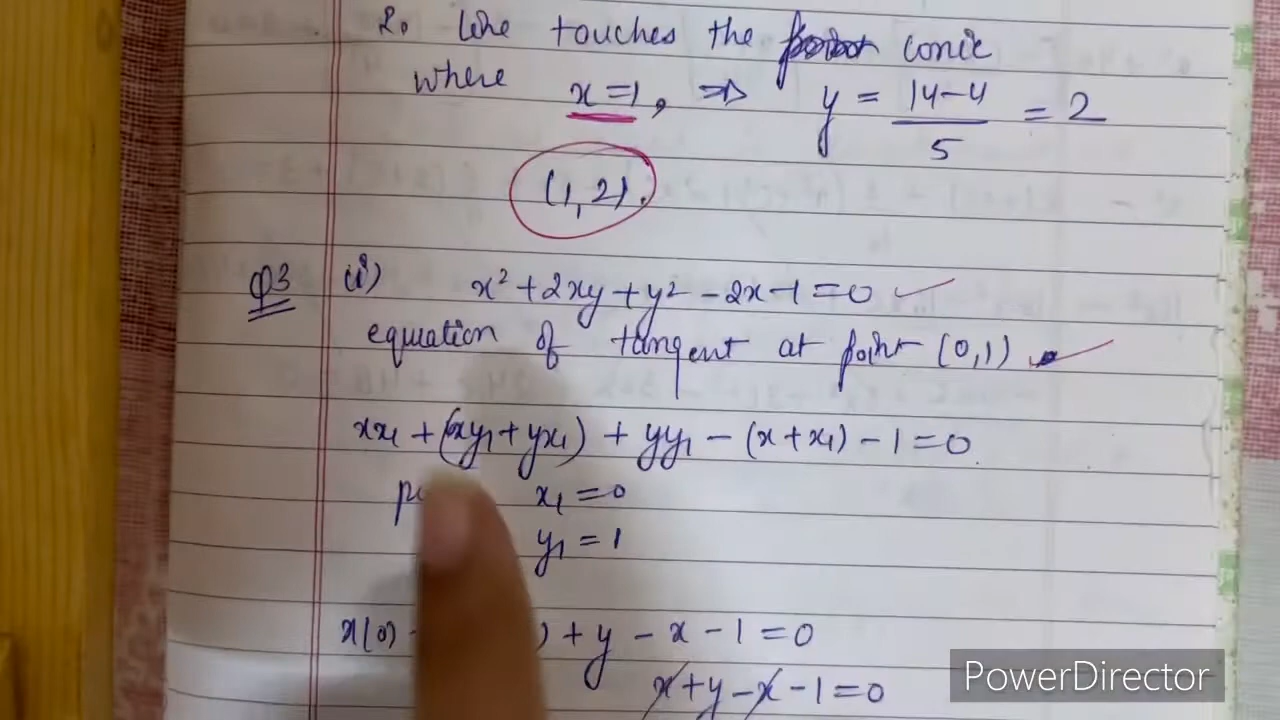 2. line touches the conic
where x=1, ⇒ y = 14-4/5 = 2
(1,2).
Q3 (i) x² + 2xy + y² - 2x - 1 = 0
equation of tangent at point (0,1)
xx₁ + (xy₁ + yx₁) + yy₁ - (x + x₁) - 1 = 0
x₁ = 0
y₁ = 1
x(0) ) + y - x - 1 = 0
x + y - x - 1 = 0
PowerDirector